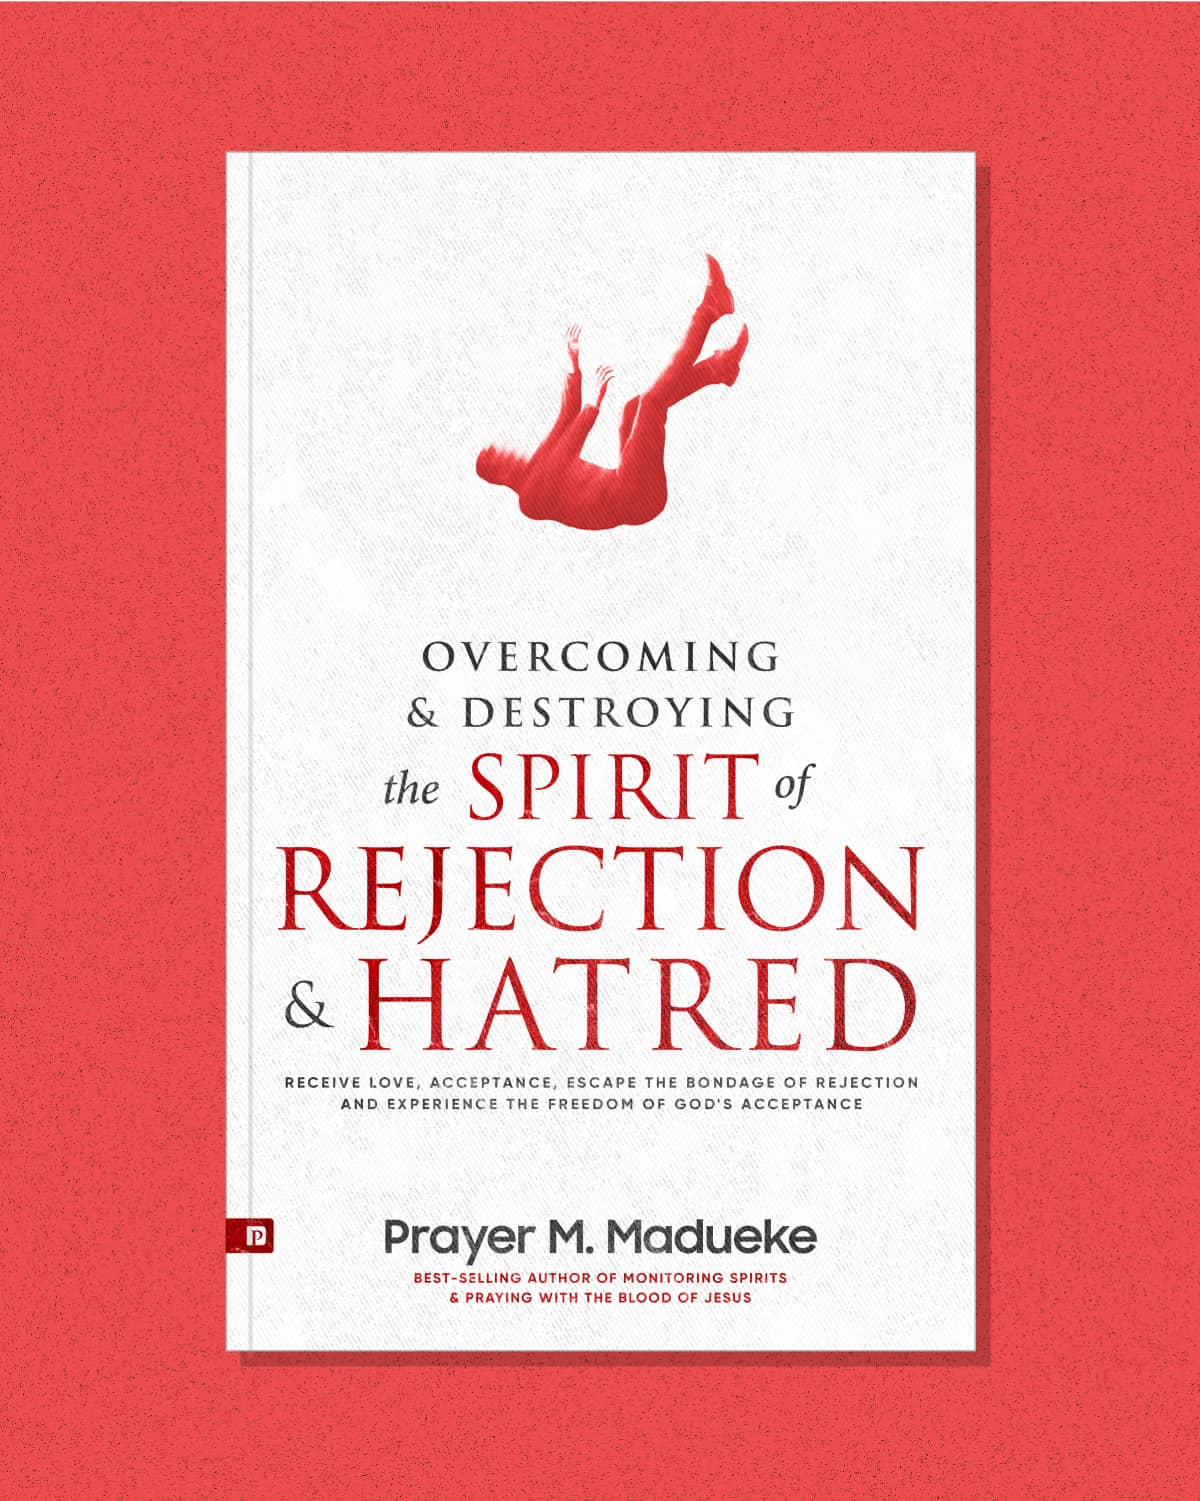 OVERCOMING
& DESTROYING
the SPIRIT of
REJECTION
& HATRED
RECEIVE LOVE, ACCEPTANCE, ESCAPE THE BONDAGE OF REJECTION
AND EXPERIENCE THE FREEDOM OF GOD'S ACCEPTANCE
P
Prayer M. Madueke
BEST-SELLING AUTHOR OF MONITORING SPIRITS
& PRAYING WITH THE BLOOD OF JESUS